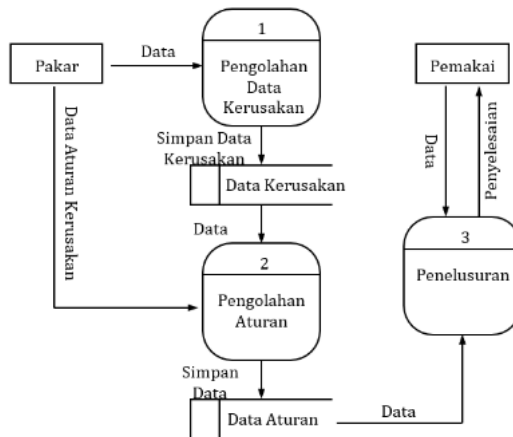 1
Data
Pakar
Pengolahan
Data
Kerusakan
Pemakai
Simpan Data
Kerusakan
Data Kerusakan
Data Aturan Kerusakan
Data
Penyelesaian
Data
2
Pengolahan
Aturan
3
Penelusuran
Simpan
Data
Data Aturan
Data